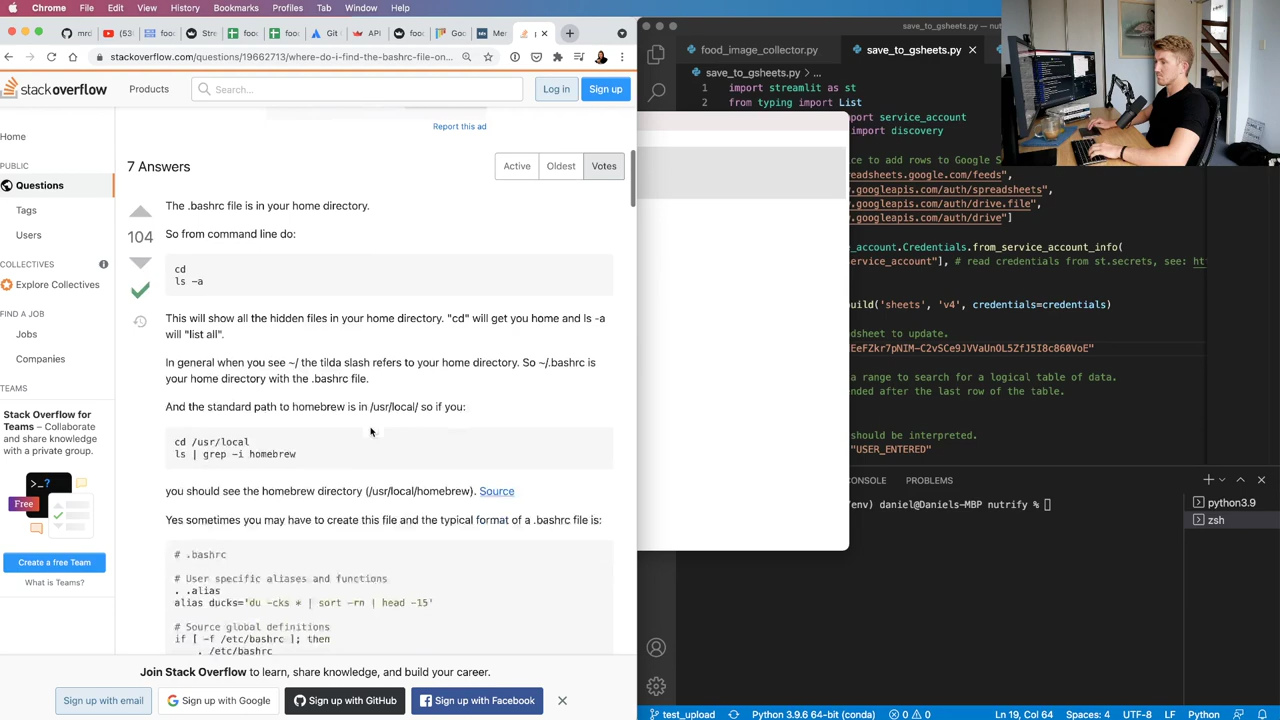 Chrome File Edit View History Bookmarks Profiles Tab Window Help
save_to_gsheets.py — nut
stackoverflow.com/questions/19662713/where-do-i-find-the-bashrc-file-on...
food_image_collector.py
save_to_gsheets.py
save_to_gsheets.py > ...
stackoverflow
Products
Search...
Log in
Sign up
1 import streamlit as st
2 from typing import List
port service_account
import discovery
ice to add rows to Google S
readsheets.google.com/feeds",
w.googleapis.com/auth/spreadsheets",
w.googleapis.com/auth/drive.file",
w.googleapis.com/auth/drive"]
e_account.Credentials.from_service_account_info(
service_account"], # read credentials from st.secrets, see: ht
uild('sheets', 'v4', credentials=credentials)
adsheet to update.
EeFZkr7pNIM-C2vSCe9JVVaUnOL5ZfJ5I8c860VoE"
a range to search for a logical table of data.
nded after the last row of the table.
should be interpreted.
"USER_ENTERED"
Home
PUBLIC
Questions
Tags
Users
COLLECTIVES
Explore Collectives
FIND A JOB
Jobs
Companies
TEAMS
Stack Overflow for
Teams – Collaborate
and share knowledge
with a private group.
>_?
Free
Create a free Team
What is Teams?
Report this ad
7 Answers
Active
Oldest
Votes
104
The .bashrc file is in your home directory.
So from command line do:
cd
ls -a
This will show all the hidden files in your home directory. "cd" will get you home and ls -a
will "list all".
In general when you see ~/ the tilda slash refers to your home directory. So ~/.bashrc is
your home directory with the .bashrc file.
And the standard path to homebrew is in /usr/local/ so if you:
cd /usr/local
ls | grep -i homebrew
you should see the homebrew directory (/usr/local/homebrew). Source
Yes sometimes you may have to create this file and the typical format of a .bashrc file is:
# .bashrc
# User specific aliases and functions
. .alias
alias ducks='du -cks * | sort -rn | head -15'
# Source global definitions
if [ -f /etc/bashrc ]; then
. /etc/bashrc
Join Stack Overflow to learn, share knowledge, and build your career.
Sign up with email
Sign up with Google
Sign up with GitHub
Sign up with Facebook
CONSOLE
PROBLEMS
env) daniel@Daniels-MBP nutrify %
python3.9
zsh
test_upload
Python 3.9.6 64-bit (conda)
0
0
Ln 19, Col 64
Spaces: 4
UTF-8
LF
Python